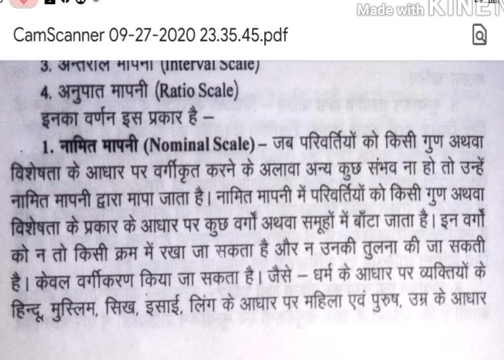 Made with KINE
CamScanner 09-27-2020 23.35.45.pdf
3. अन्तराल मापनी (Interval Scale)
4. अनुपात मापनी (Ratio Scale)
इनका वर्णन इस प्रकार है –
1. नामित मापनी (Nominal Scale) – जब परिवर्तियों को किसी गुण अथवा
विशेषता के आधार पर वर्गीकृत करने के अलावा अन्य कुछ संभव ना हो तो उन्हें
नामित मापनी द्वारा मापा जाता है। नामित मापनी में परिवर्तियों को किसी गुण अथवा
विशेषता के प्रकार के आधार पर कुछ वर्गों अथवा समूहों में बाँटा जाता है। इन वर्गों
को न तो किसी क्रम में रखा जा सकता है और न उनकी तुलना की जा सकती
है। केवल वर्गीकरण किया जा सकता है। जैसे – धर्म के आधार पर व्यक्तियों के
हिन्दू, मुस्लिम, सिख, इंसाई, लिंग के आधार पर महिला एवं पुरुष, उम्र के आधार